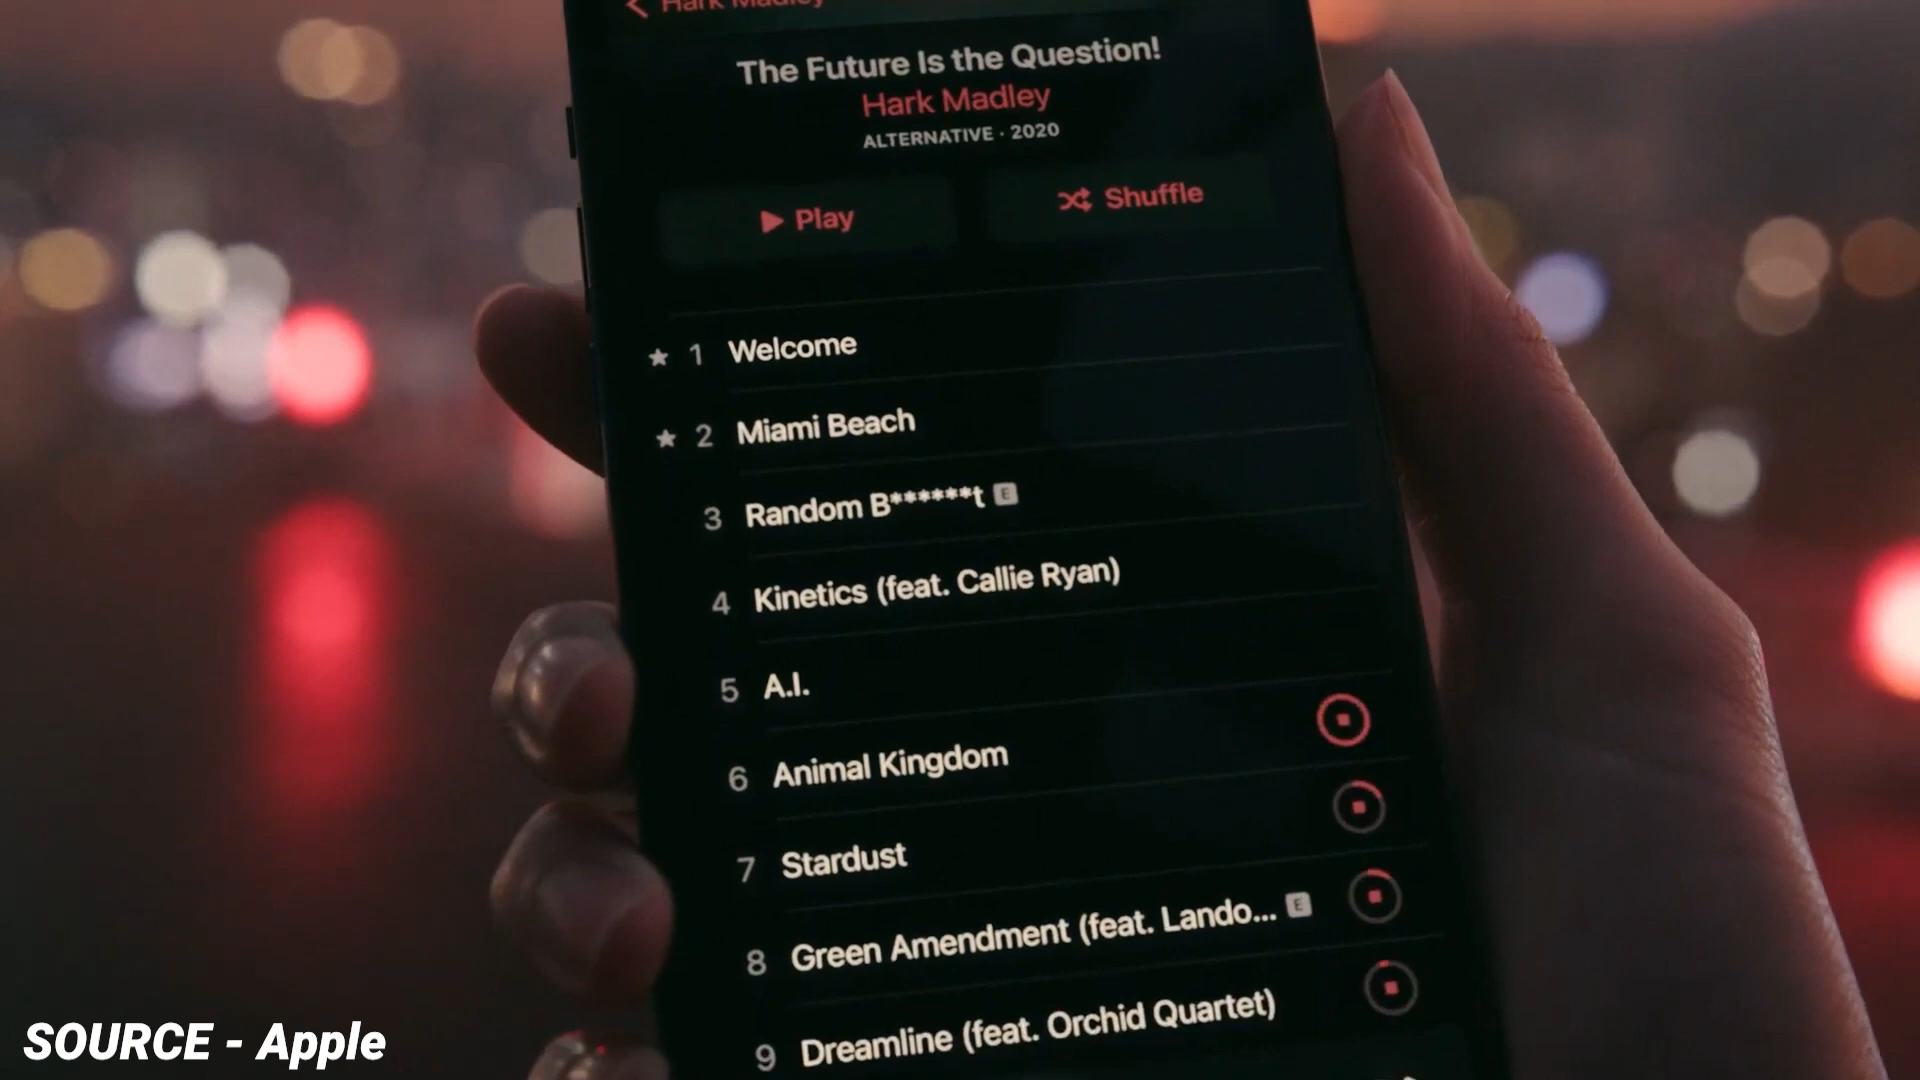 Hark Madley
The Future Is the Question!
Hark Madley
ALTERNATIVE · 2020
Play
Shuffle
★ 1 Welcome
★ 2 Miami Beach
3 Random B******t E
4 Kinetics (feat. Callie Ryan)
5 A.I.
6 Animal Kingdom
7 Stardust
8 Green Amendment (feat. Lando... E
9 Dreamline (feat. Orchid Quartet)
SOURCE - Apple